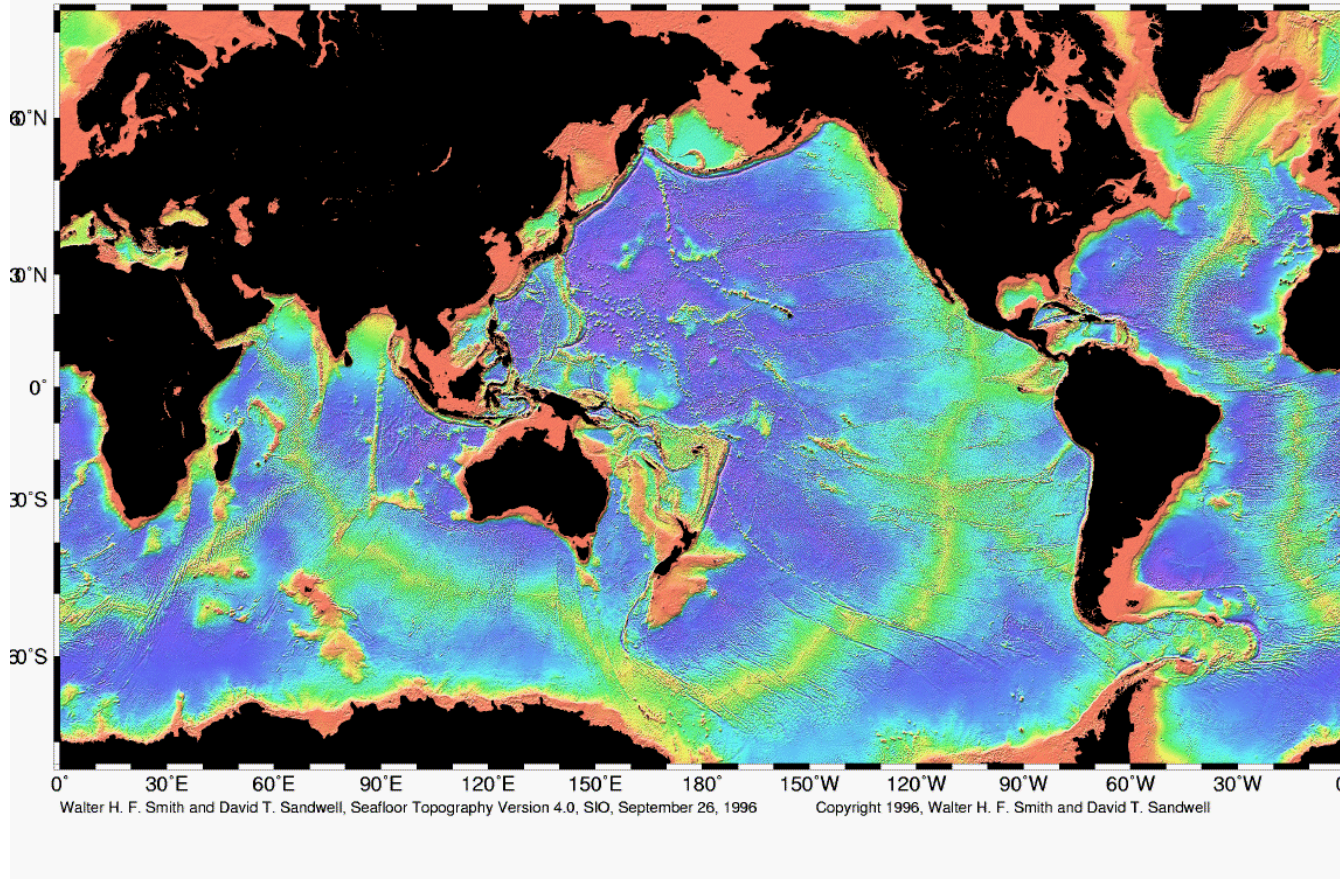 60˚N
30˚N
0˚
30˚S
60˚S
0˚ 30˚E 60˚E 90˚E 120˚E 150˚E 180˚ 150˚W 120˚W 90˚W 60˚W 30˚W 0
Walter H. F. Smith and David T. Sandwell, Seafloor Topography Version 4.0, SIO, September 26, 1996 Copyright 1996, Walter H. F. Smith and David T. Sandwell